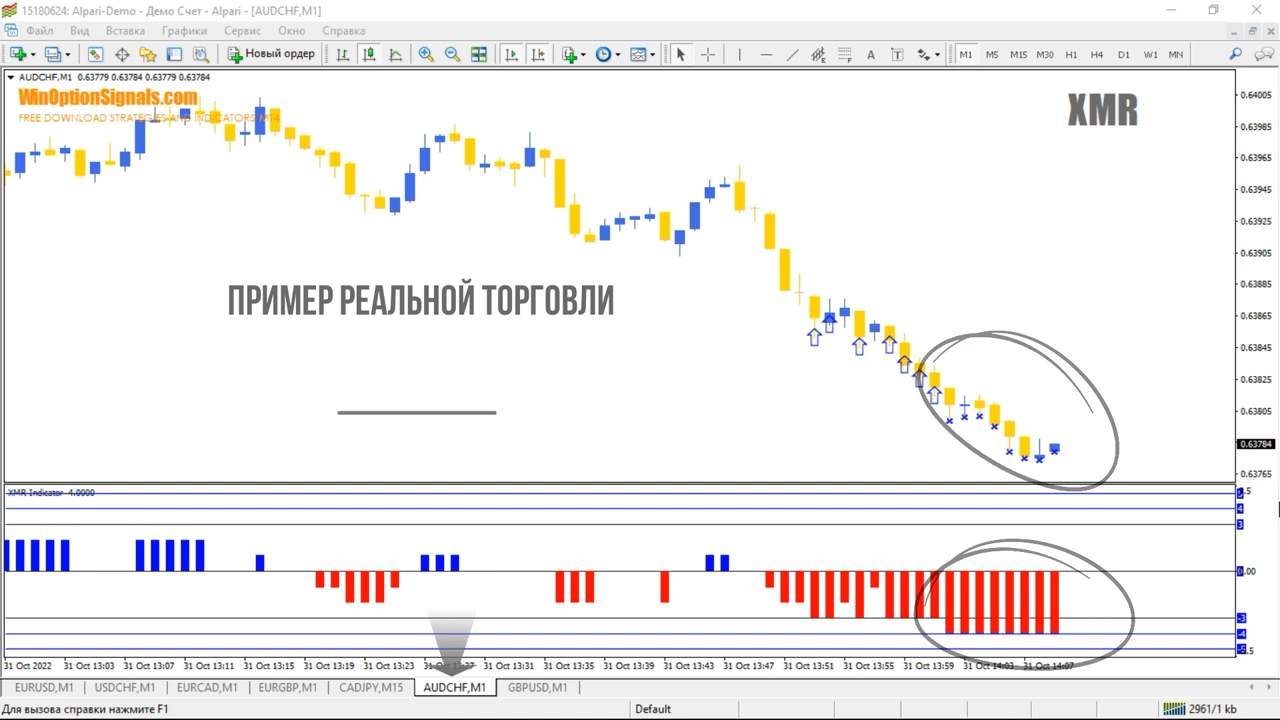 15180624: Alpari-Demo - Демо Счет - Alpari - [AUDCHF,M1]
Файл Вид Вставка Графики Сервис Окно Справка
Новый ордер A T M1 M5 M15 M30 H1 H4 D1 W1 MN
AUDCHF,M1 0.63779 0.63784 0.63779 0.63784
WinOptionSignals.com
FREE DOWNLOAD STRATEGIES AND INDICATORS MT4
XMR
ПРИМЕР РЕАЛЬНОЙ ТОРГОВЛИ
0.64005
0.63985
0.63965
0.63945
0.63925
0.63905
0.63885
0.63865
0.63845
0.63825
0.63805
0.63784
0.63765
XMR Indicator -4.0000
4
3
0.00
-3
-4
31 Oct 2022 31 Oct 13:03 31 Oct 13:07 31 Oct 13:11 31 Oct 13:15 31 Oct 13:19 31 Oct 13:23 31 Oct 13:27 31 Oct 13:31 31 Oct 13:35 31 Oct 13:39 31 Oct 13:43 31 Oct 13:47 31 Oct 13:51 31 Oct 13:55 31 Oct 13:59 31 Oct 14:03 31 Oct 14:07
EURUSD,M1 USDCHF,M1 EURCAD,M1 EURGBP,M1 CADJPY,M15 AUDCHF,M1 GBPUSD,M1
Для вызова справки нажмите F1 Default 2961/1 kb